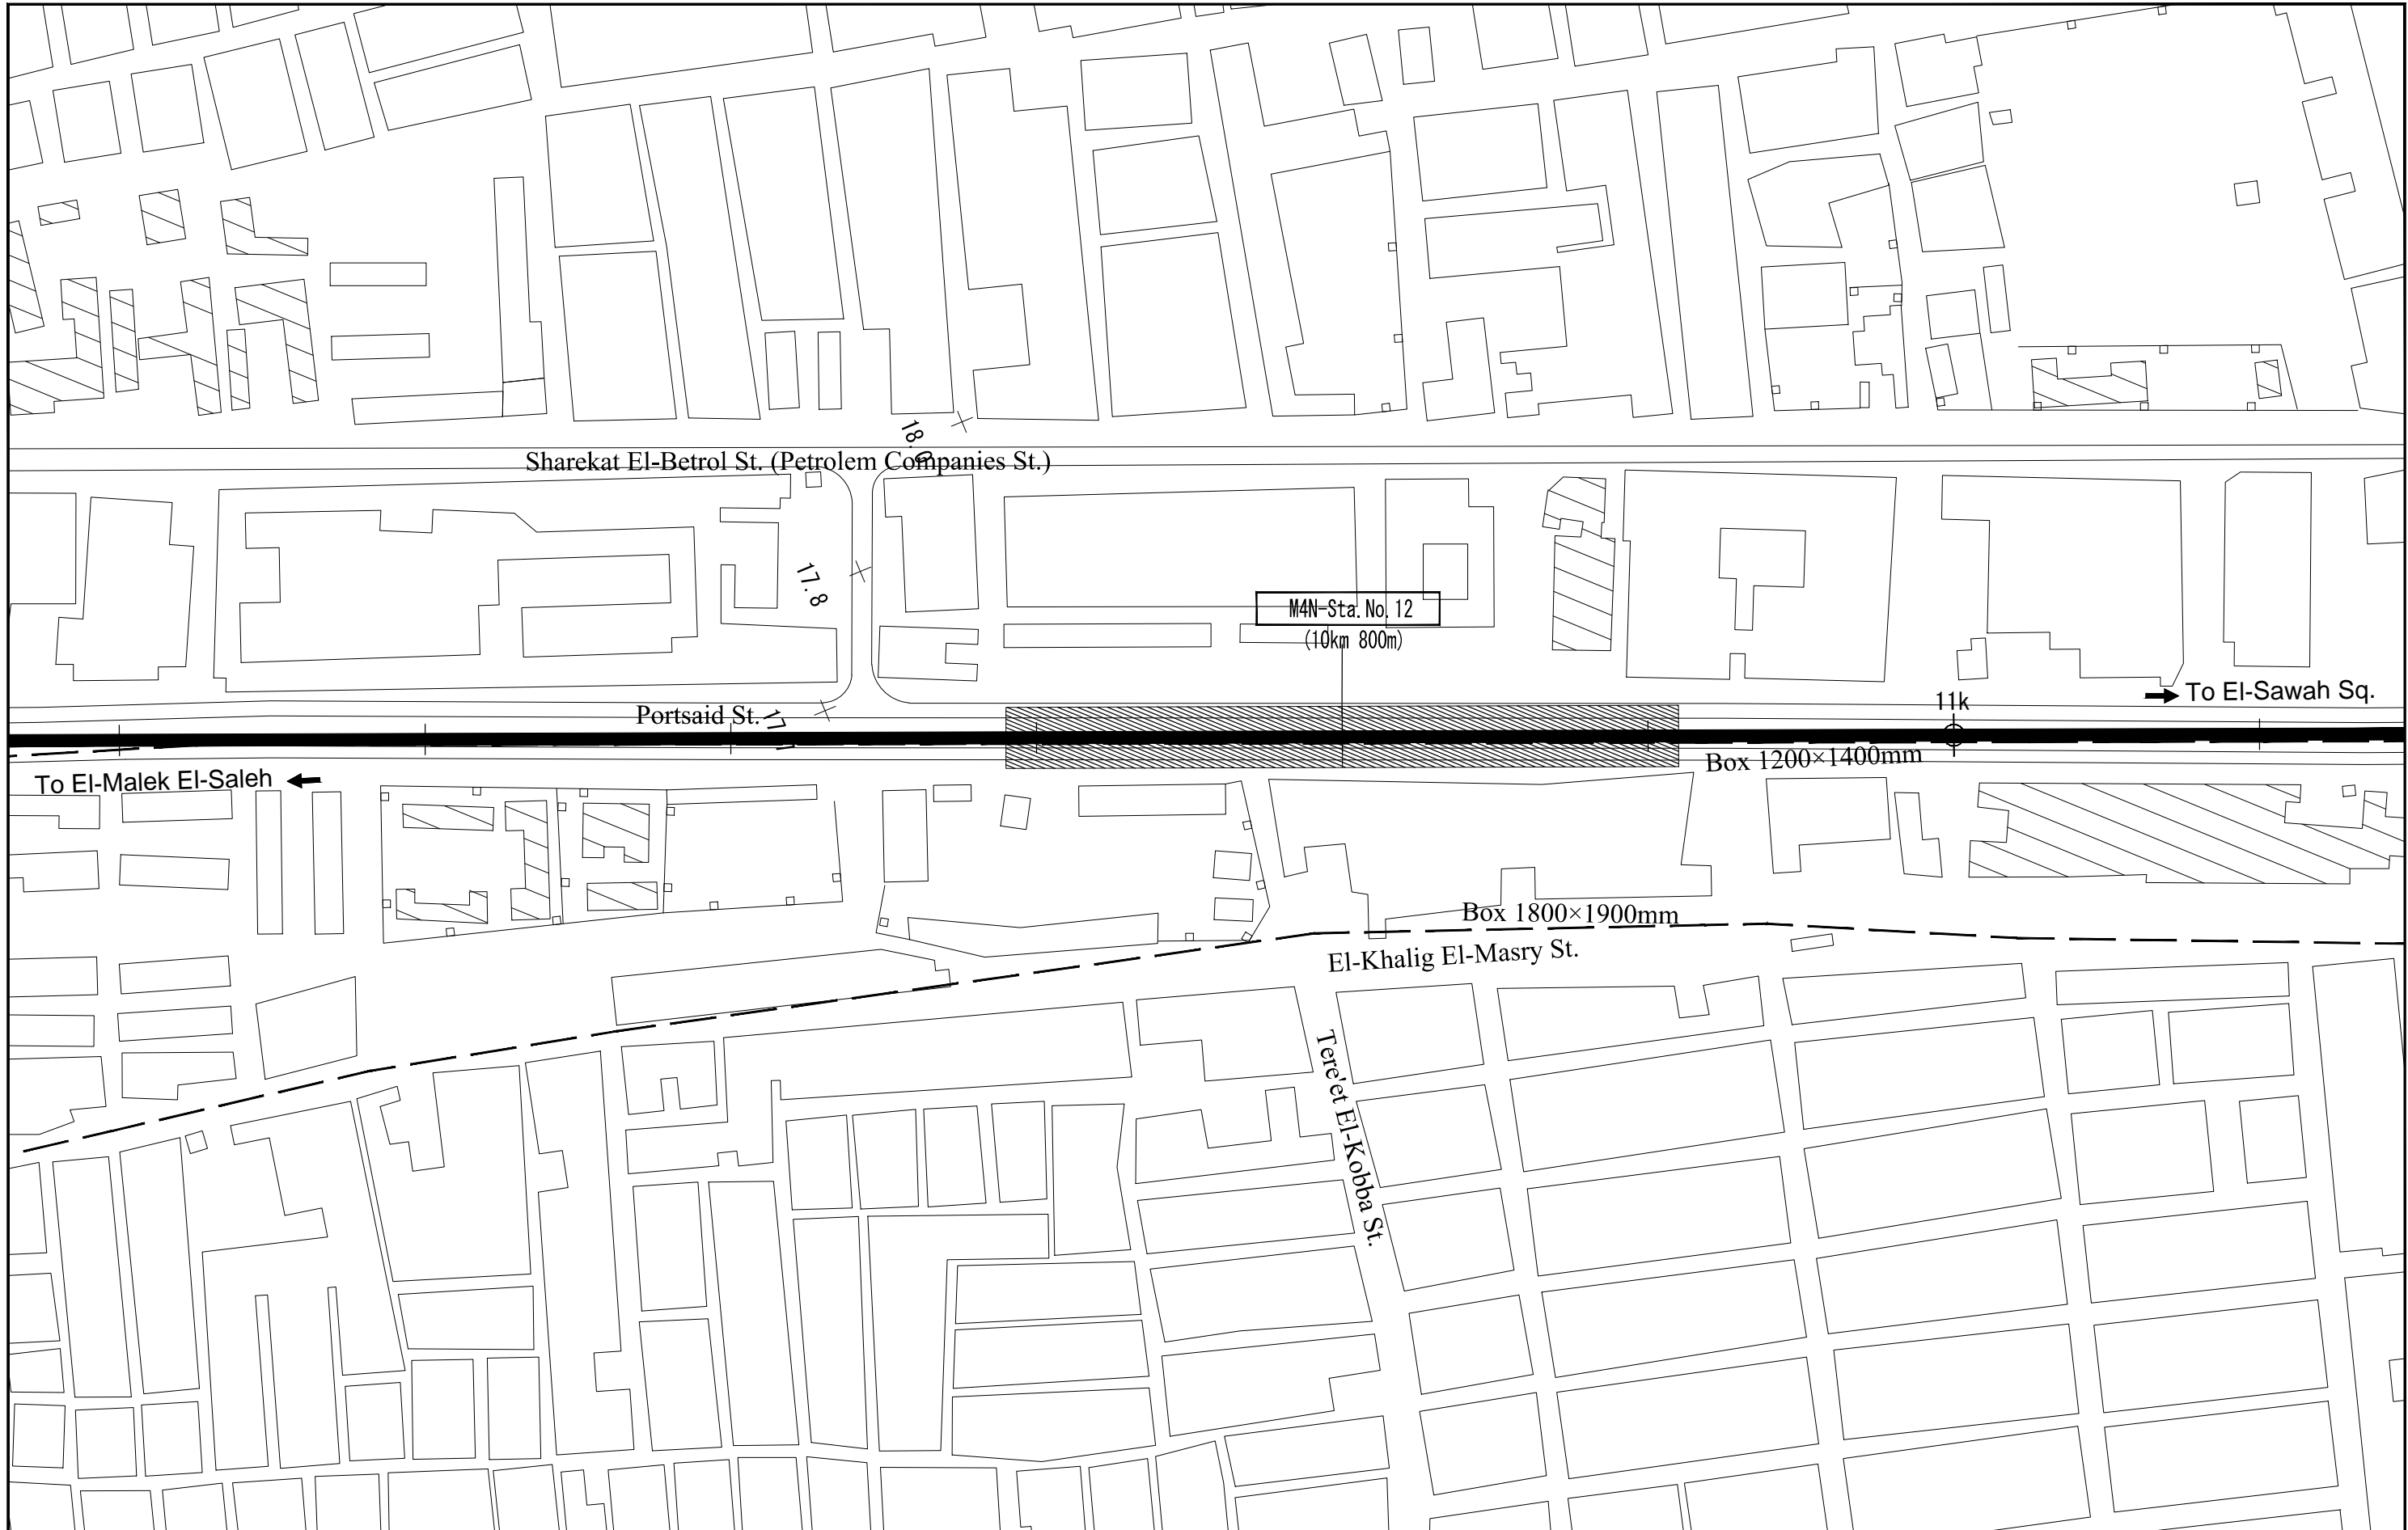 18.0
Sharekat El-Betrol St. (Petrolem Companies St.)
17.8
M4N-Sta.No.12
(10km 800m)
To El-Sawah Sq.
11k
Portsaid St.
Box 1200×1400mm
To El-Malek El-Saleh
Box 1800×1900mm
El-Khalig El-Masry St.
Tere'et El-Kobba St.